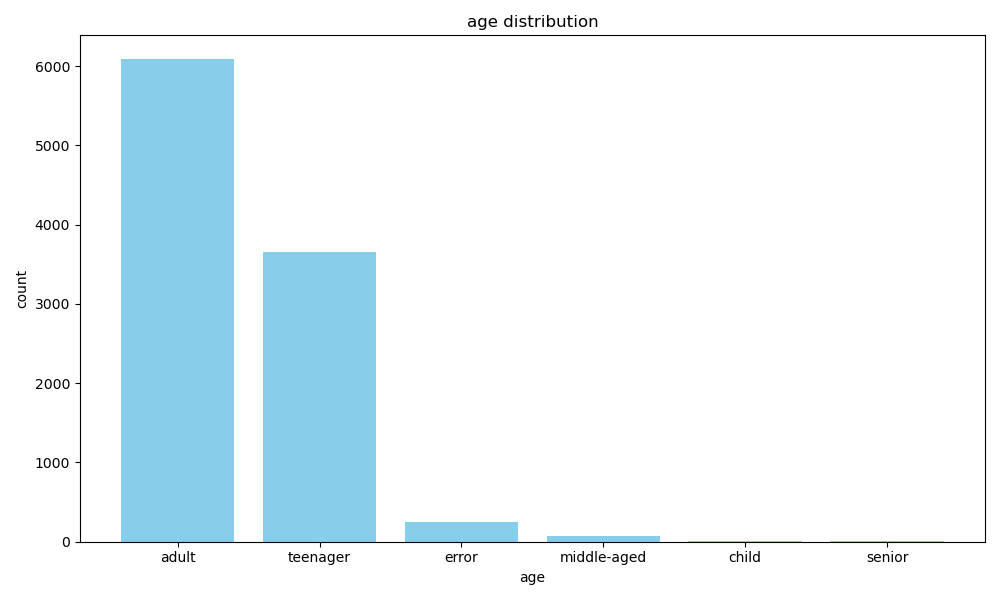 age distribution
count
6000
5000
4000
3000
2000
1000
0
adult teenager error middle-aged child senior
age